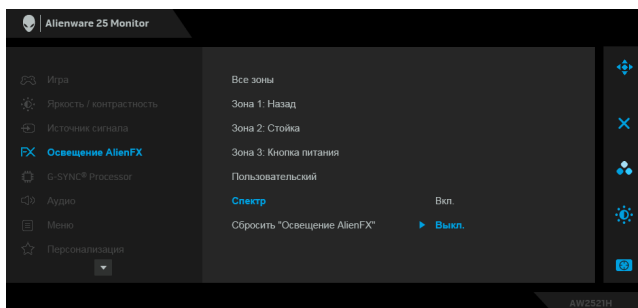 Alienware 25 Monitor
Игра
Все зоны
Яркость / контрастность
Зона 1: Назад
Источник сигнала
Зона 2: Стойка
FX Освещение AlienFX
Зона 3: Кнопка питания
G-SYNC® Processor
Пользовательский
Аудио
Спектр Вкл.
Меню
Сбросить "Освещение AlienFX" Выкл.
Персонализация
AW2521H